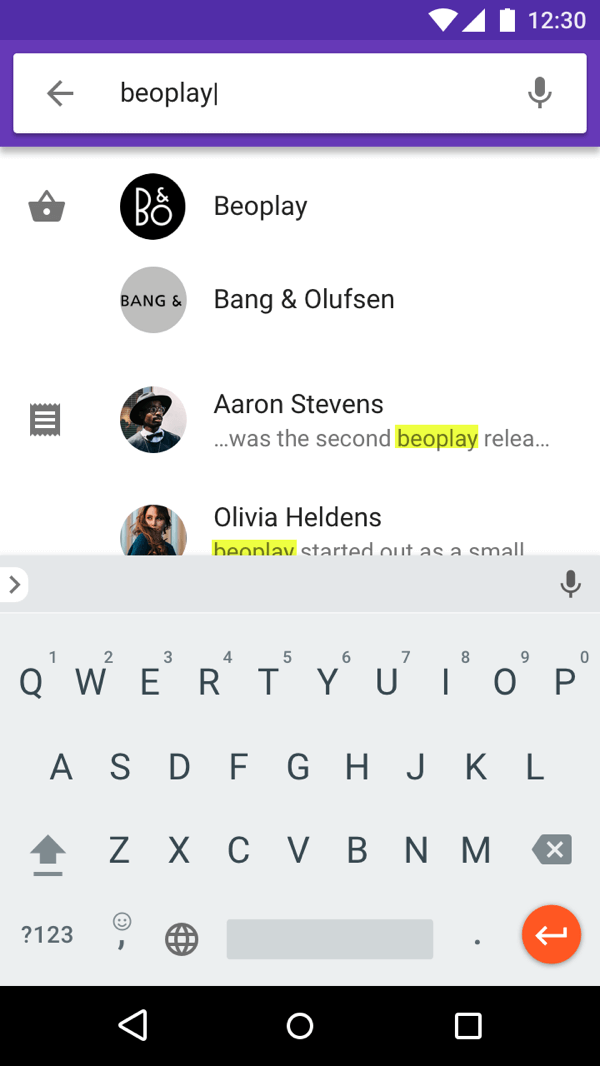 12:30
beoplay
B&O
Beoplay
BANG &
Bang & Olufsen
Aaron Stevens
…was the second beoplay relea…
Olivia Heldens
beoplay started out as a small
1 2 3 4 5 6 7 8 9 0
Q W E R T Y U I O P
A S D F G H J K L
Z X C V B N M
?123 , .